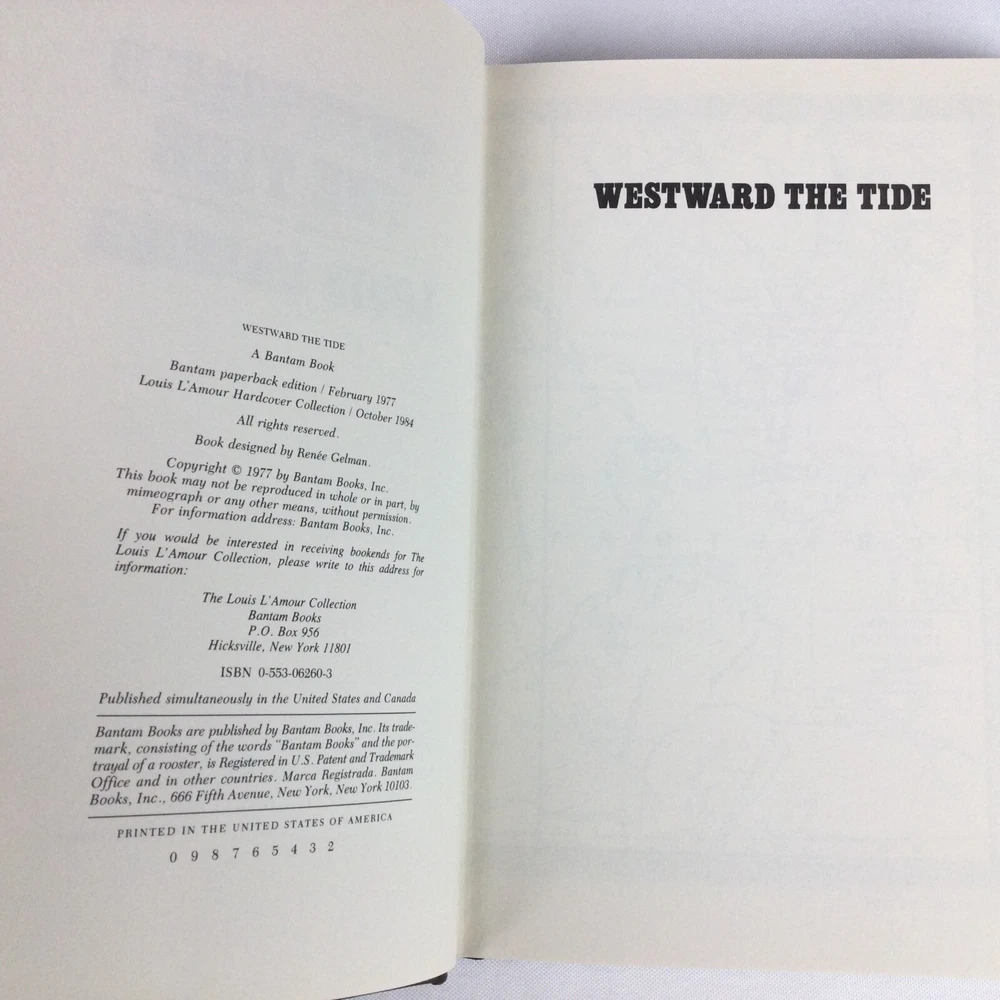 WESTWARD THE TIDE
A Bantam Book
Bantam paperback edition / February 1977
Louis L'Amour Hardcover Collection / October 1984
All rights reserved.
Book designed by Renée Gelman.
Copyright © 1977 by Bantam Books, Inc.
This book may not be reproduced in whole or in part, by
mimeograph or any other means, without permission.
For information address: Bantam Books, Inc.
If you would be interested in receiving bookends for The
Louis L'Amour Collection, please write to this address for
information:
The Louis L'Amour Collection
Bantam Books
P.O. Box 956
Hicksville, New York 11801
ISBN 0-553-06260-3
Published simultaneously in the United States and Canada
Bantam Books are published by Bantam Books, Inc. Its trade-
mark, consisting of the words "Bantam Books" and the por-
trayal of a rooster, is Registered in U.S. Patent and Trademark
Office and in other countries. Marca Registrada. Bantam
Books, Inc., 666 Fifth Avenue, New York, New York 10103.
PRINTED IN THE UNITED STATES OF AMERICA
0 9 8 7 6 5 4 3 2
WESTWARD THE TIDE